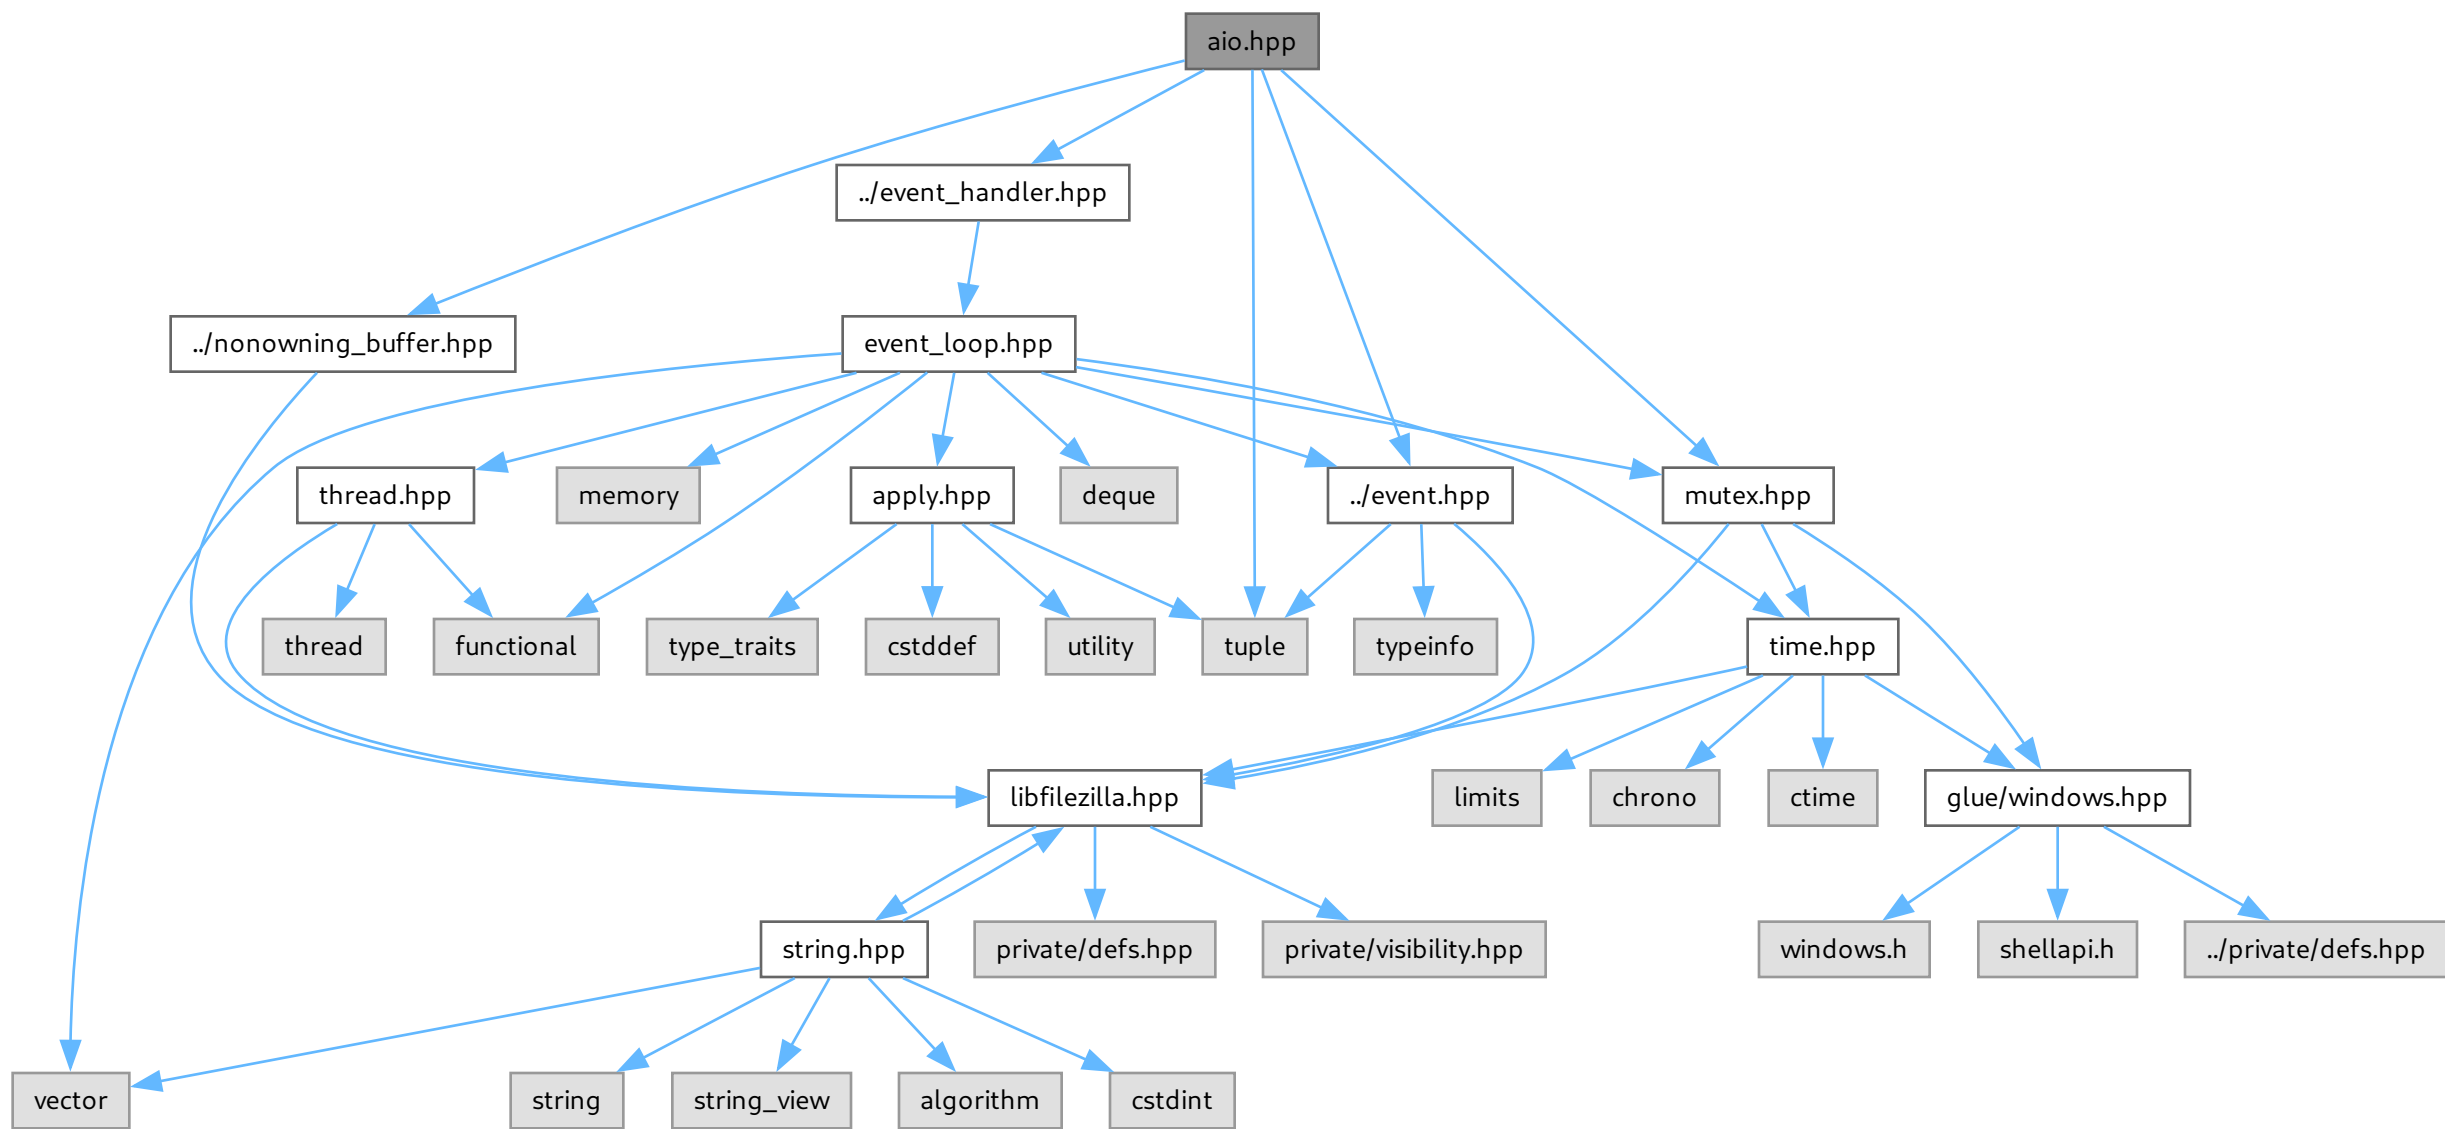 aio.hpp
../event_handler.hpp
../nonowning_buffer.hpp
event_loop.hpp
thread.hpp
memory
apply.hpp
deque
../event.hpp
mutex.hpp
thread
functional
type_traits
cstddef
utility
tuple
typeinfo
time.hpp
libfilezilla.hpp
limits
chrono
ctime
glue/windows.hpp
string.hpp
private/defs.hpp
private/visibility.hpp
windows.h
shellapi.h
../private/defs.hpp
vector
string
string_view
algorithm
cstdint